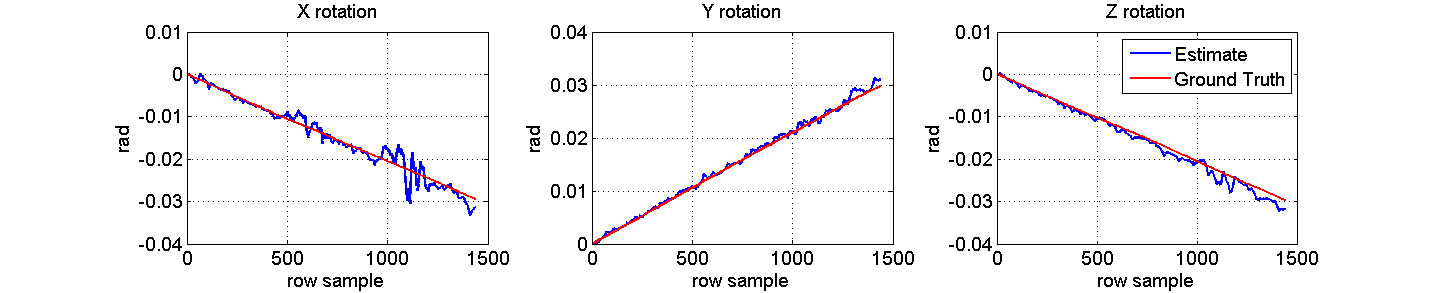 X rotation
0.01
0
-0.01
-0.02
-0.03
-0.04
rad
0 500 1000 1500
row sample
Y rotation
0.04
0.03
0.02
0.01
0
rad
0 500 1000 1500
row sample
Z rotation
0.01
0
-0.01
-0.02
-0.03
-0.04
rad
0 500 1000 1500
row sample
Estimate
Ground Truth